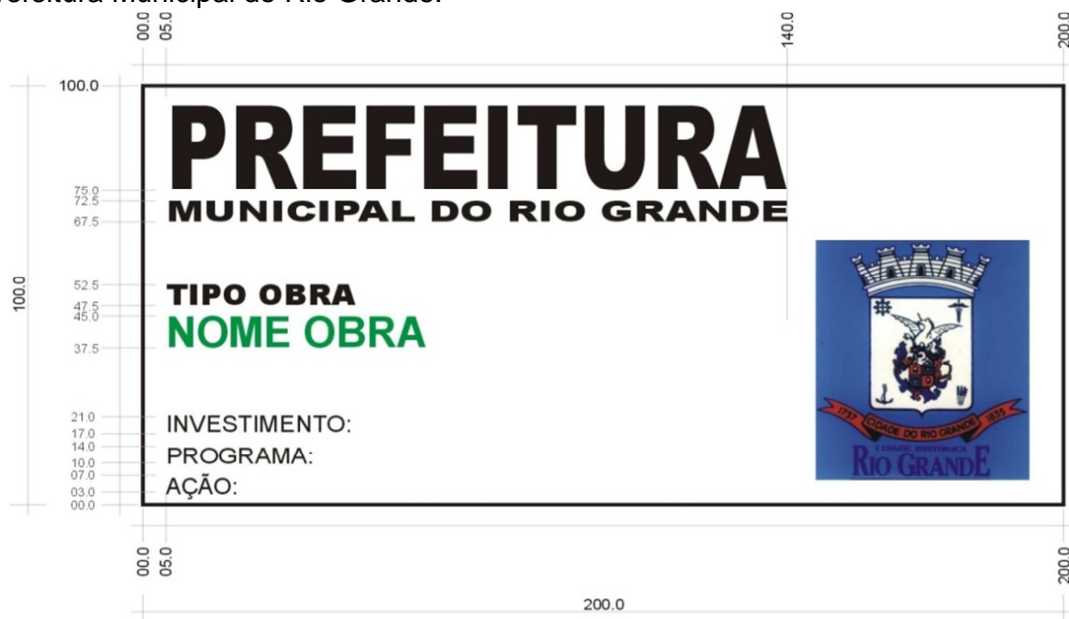 Prefeitura Municipal do Rio Grande.
00.0
05.0
140.0
200.0
100.0
PREFEITURA
75.0
72.5
MUNICIPAL DO RIO GRANDE
67.5
100.0
52.5
TIPO OBRA
47.5
45.0
NOME OBRA
37.5
21.0
INVESTIMENTO:
17.0
14.0
PROGRAMA:
10.0
07.0
AÇÃO:
03.0
00.0
1737 CIDADE DO RIO GRANDE 1835
CIDADE HISTÓRICA
RIO GRANDE
00.0
05.0
200.0
200.0